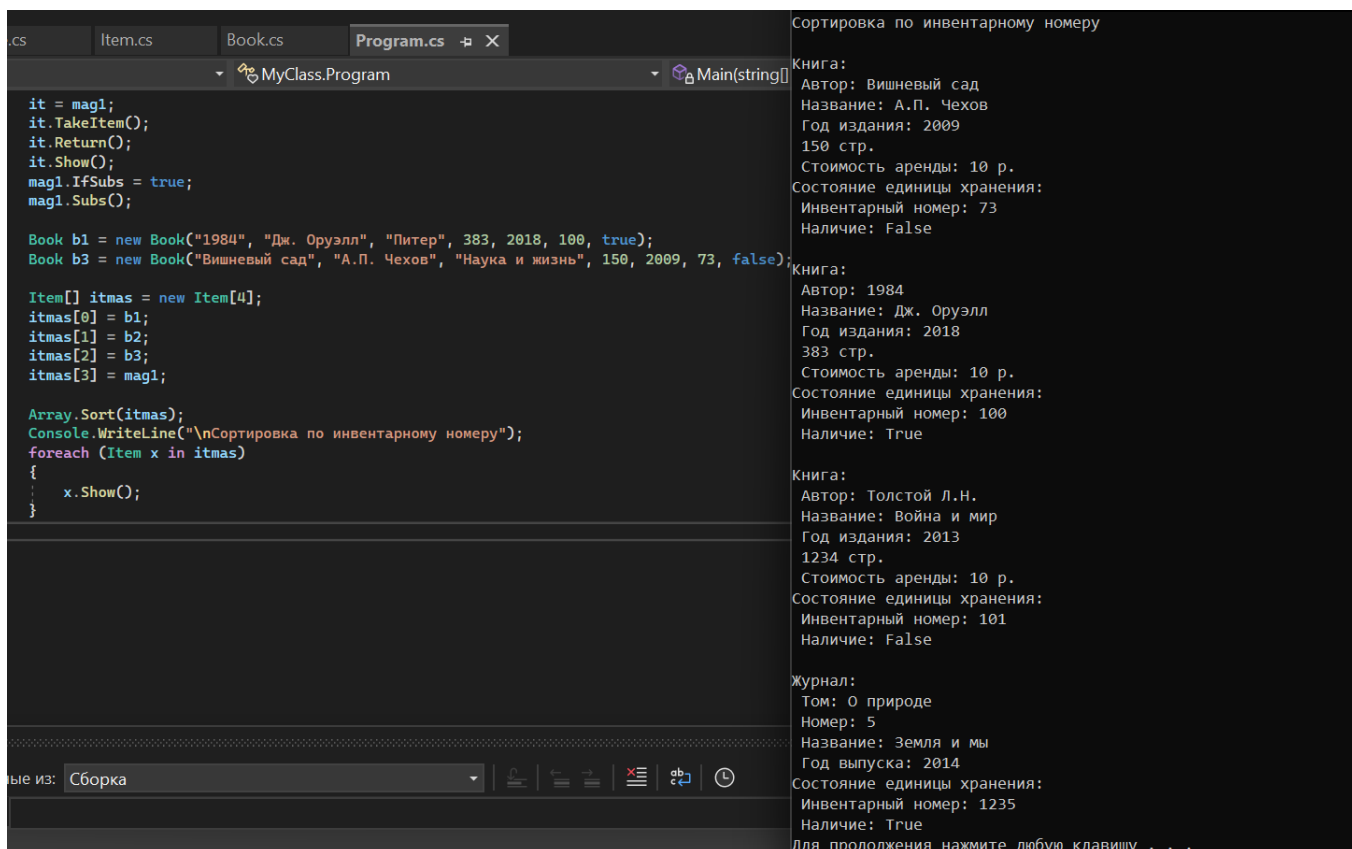 .cs Item.cs Book.cs Program.cs
MyClass.Program Main(string[]
it = mag1;
it.TakeItem();
it.Return();
it.Show();
mag1.IfSubs = true;
mag1.Subs();
Book b1 = new Book("1984", "Дж. Оруэлл", "Питер", 383, 2018, 100, true);
Book b3 = new Book("Вишневый сад", "А.П. Чехов", "Наука и жизнь", 150, 2009, 73, false);
Item[] itmas = new Item[4];
itmas[0] = b1;
itmas[1] = b2;
itmas[2] = b3;
itmas[3] = mag1;
Array.Sort(itmas);
Console.WriteLine("\nСортировка по инвентарному номеру");
foreach (Item x in itmas)
{
x.Show();
}
ные из: Сборка
Сортировка по инвентарному номеру
Книга:
Автор: Вишневый сад
Название: А.П. Чехов
Год издания: 2009
150 стр.
Стоимость аренды: 10 р.
Состояние единицы хранения:
Инвентарный номер: 73
Наличие: False
Книга:
Автор: 1984
Название: Дж. Оруэлл
Год издания: 2018
383 стр.
Стоимость аренды: 10 р.
Состояние единицы хранения:
Инвентарный номер: 100
Наличие: True
Книга:
Автор: Толстой Л.Н.
Название: Война и мир
Год издания: 2013
1234 стр.
Стоимость аренды: 10 р.
Состояние единицы хранения:
Инвентарный номер: 101
Наличие: False
Журнал:
Том: О природе
Номер: 5
Название: Земля и мы
Год выпуска: 2014
Состояние единицы хранения:
Инвентарный номер: 1235
Наличие: True
Для продолжения нажмите любую клавишу . . .